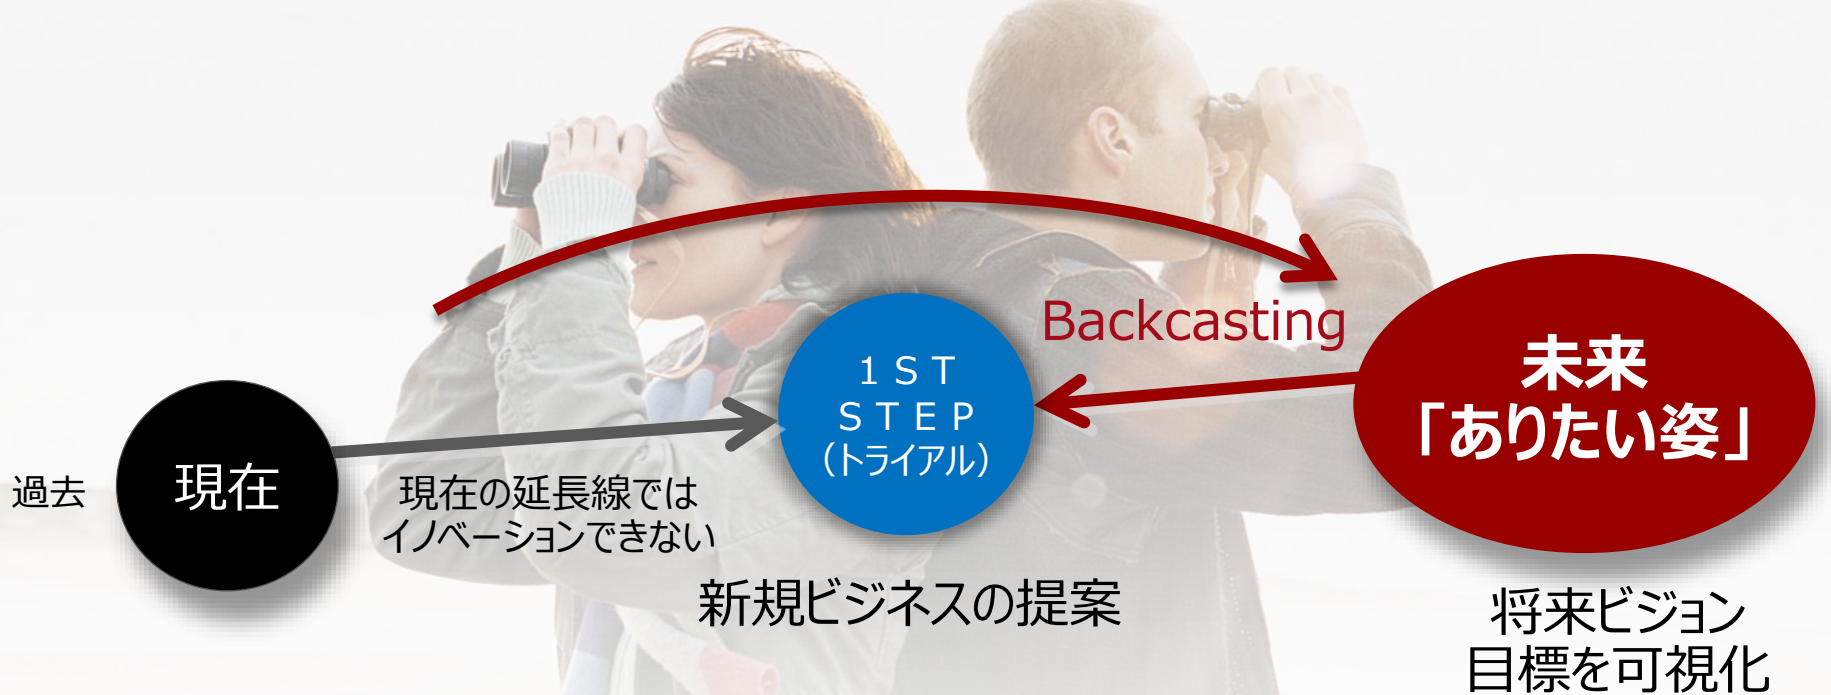 過去
現在
現在の延長線では
イノベーションできない
１ＳＴ
ＳＴＥＰ
（トライアル）
新規ビジネスの提案
Backcasting
未来
「ありたい姿」
将来ビジョン
目標を可視化